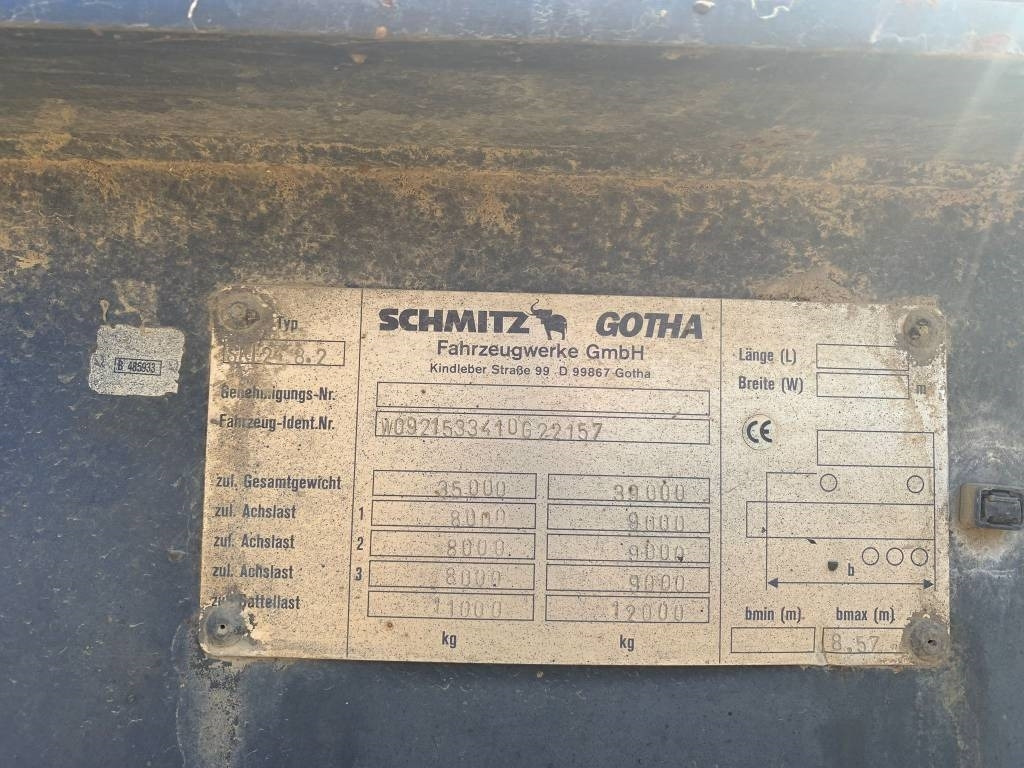 B 485933
Typ
SCHMITZ GOTHA
Fahrzeugwerke GmbH
Kindleber Straße 99 D 99867 Gotha
24 8.2
Genehmigungs-Nr.
Fahrzeug-Ident.Nr. W0921533410G22157
zul. Gesamtgewicht 35000 39000
zul. Achslast 1 8000 9000
zul. Achslast 2 8000 9000
zul. Achslast 3 8000 9000
zul. Sattellast 11000 12000
kg kg
Länge (L)
Breite (W) m
CE
b
bmin (m) bmax (m)
8.57